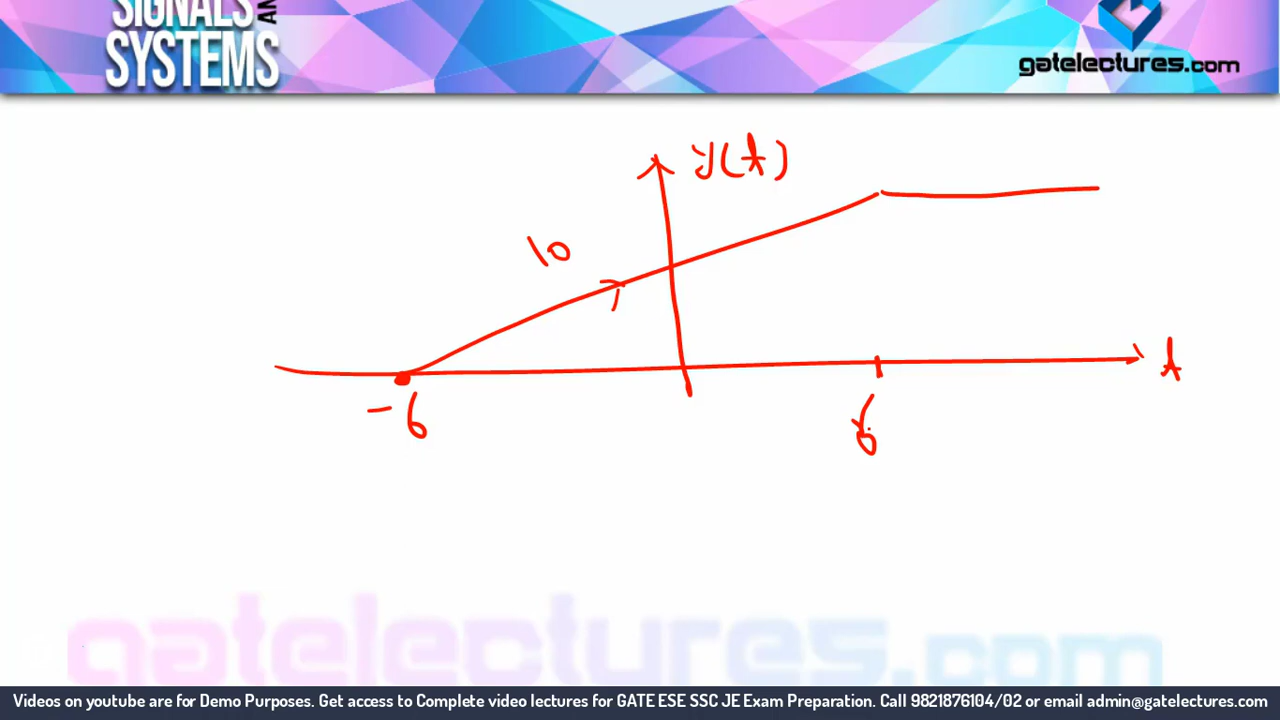 SIGNALS AND
SYSTEMS
gatelectures.com
y(t)
10
t
-6
6
gatelectures.com
Videos on youtube are for Demo Purposes. Get access to Complete video lectures for GATE ESE SSC JE Exam Preparation. Call 9821876104/02 or email admin@gatelectures.com